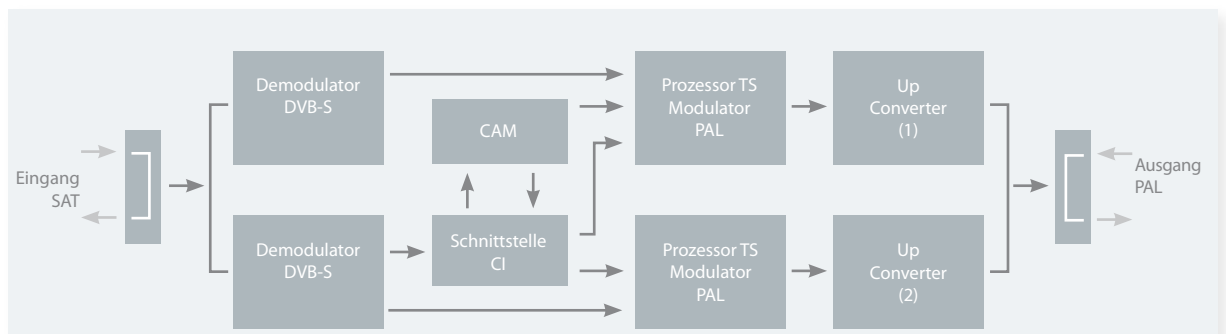 Eingang
SAT
Demodulator
DVB-S
Demodulator
DVB-S
CAM
Schnittstelle
CI
Prozessor TS
Modulator
PAL
Prozessor TS
Modulator
PAL
Up
Converter
(1)
Up
Converter
(2)
Ausgang
PAL